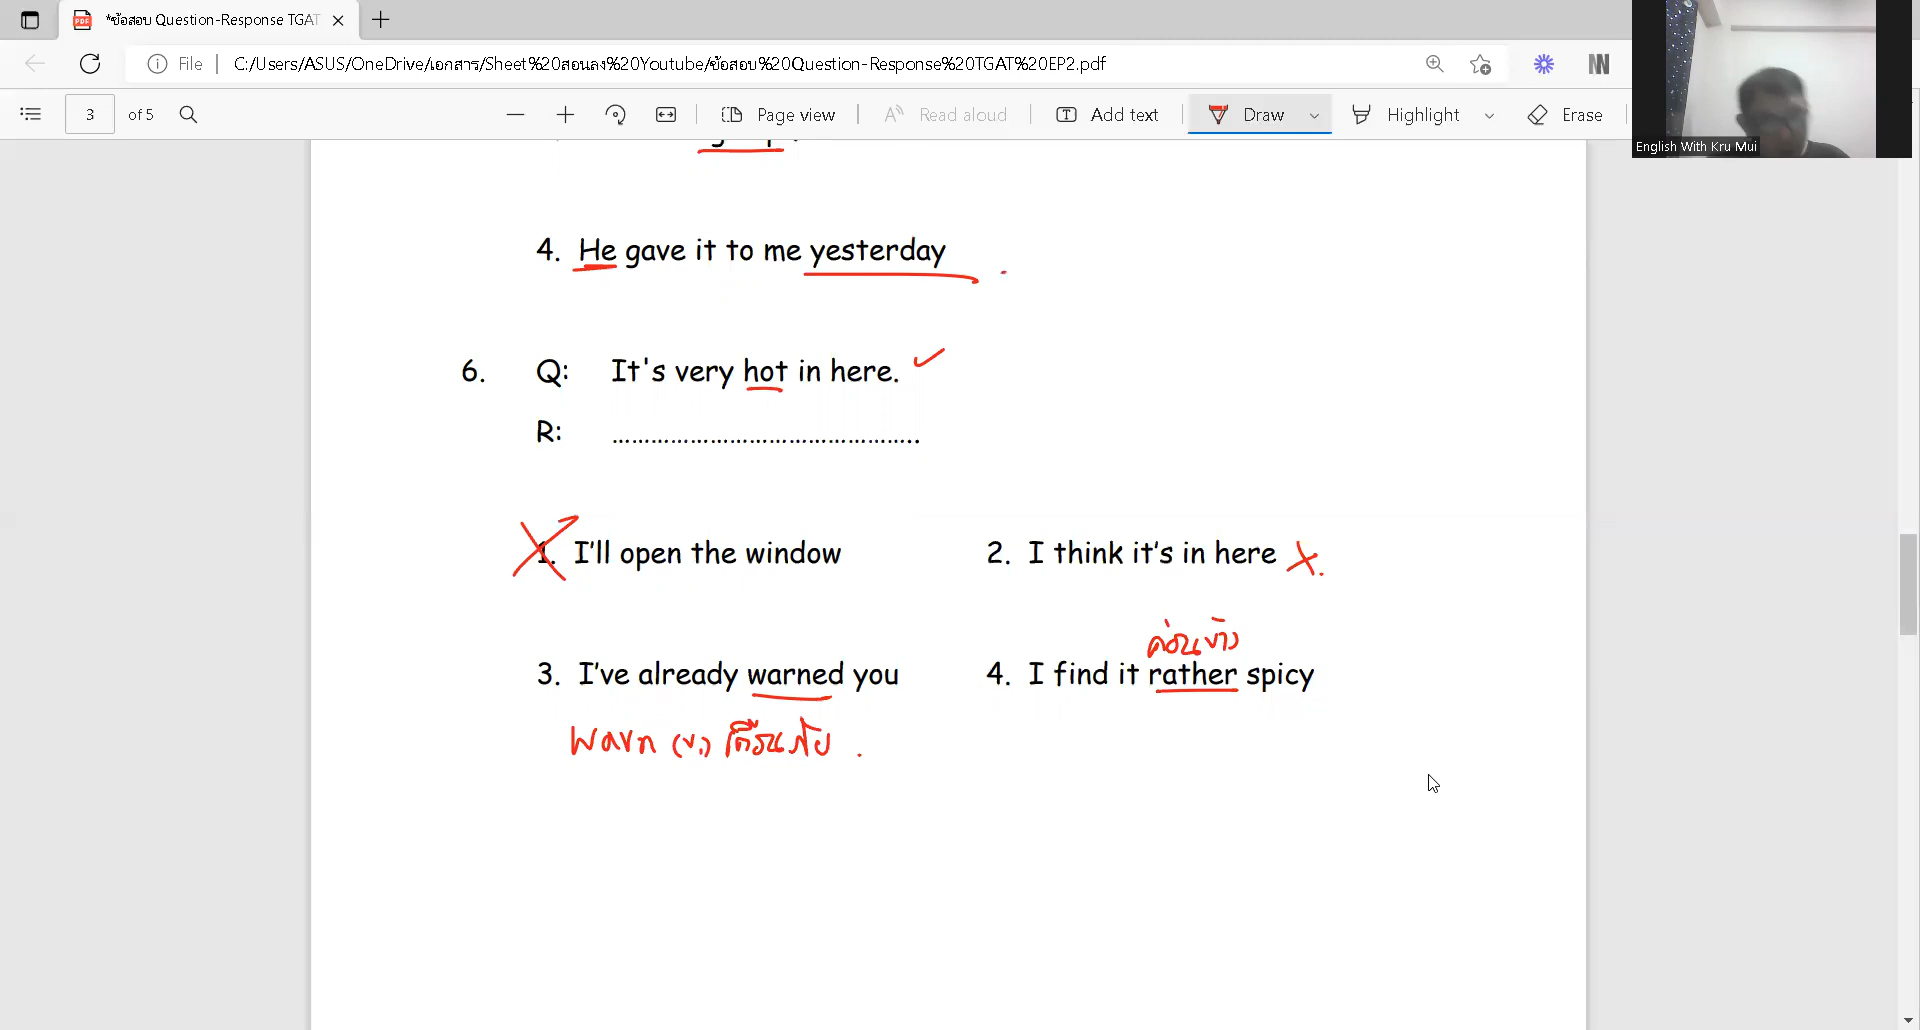 *ข้อสอบ Question-Response TGAT
File
C:/Users/ASUS/OneDrive/เอกสาร/Sheet%20สอนลง%20Youtube/ข้อสอบ%20Question-Response%20TGAT%20EP2.pdf
3 of 5
Page view
Read aloud
Add text
Draw
Highlight
Erase
English With Kru Mui
4. He gave it to me yesterday
6. Q: It's very hot in here.
R: ................................................
1. I'll open the window
2. I think it's in here
ค่อนข้าง
3. I've already warned you
4. I find it rather spicy
warn (v.) เตือนภัย